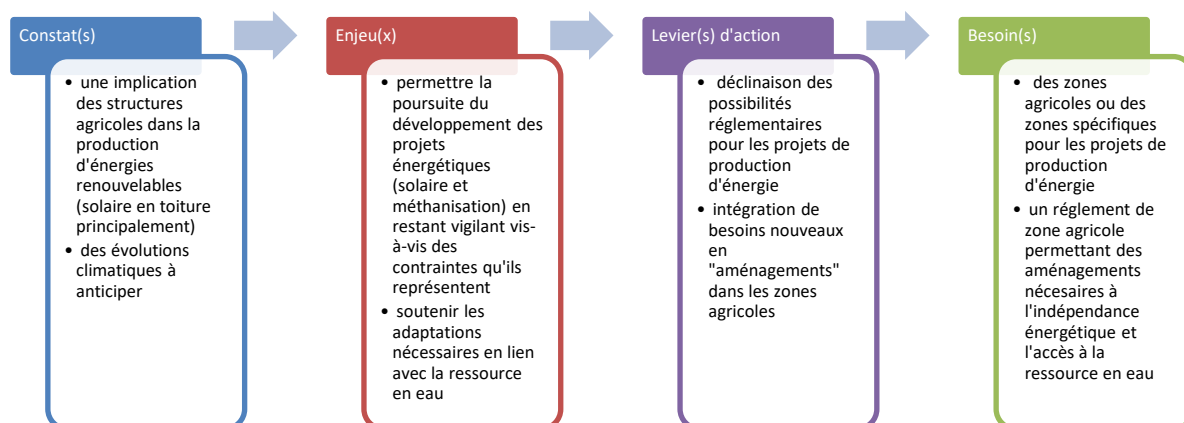 Constat(s)
• une implication
des structures
agricoles dans la
production
d'énergies
renouvelables
(solaire en toiture
principalement)
• des évolutions
climatiques à
anticiper
Enjeu(x)
• permettre la
poursuite du
développement des
projets
énergétiques
(solaire et
méthanisation) en
restant vigilant vis-
à-vis des
contraintes qu'ils
représentent
• soutenir les
adaptations
nécessaires en lien
avec la ressource
en eau
Levier(s) d'action
• déclinaison des
possibilités
réglementaires
pour les projets de
production
d'énergie
• intégration de
besoins nouveaux
en
"aménagements"
dans les zones
agricoles
Besoin(s)
• des zones
agricoles ou des
zones spécifiques
pour les projets de
production
d'énergie
• un réglement de
zone agricole
permettant des
aménagements
nécesaires à
l'indépendance
énergétique et
l'accès à la
ressource en eau